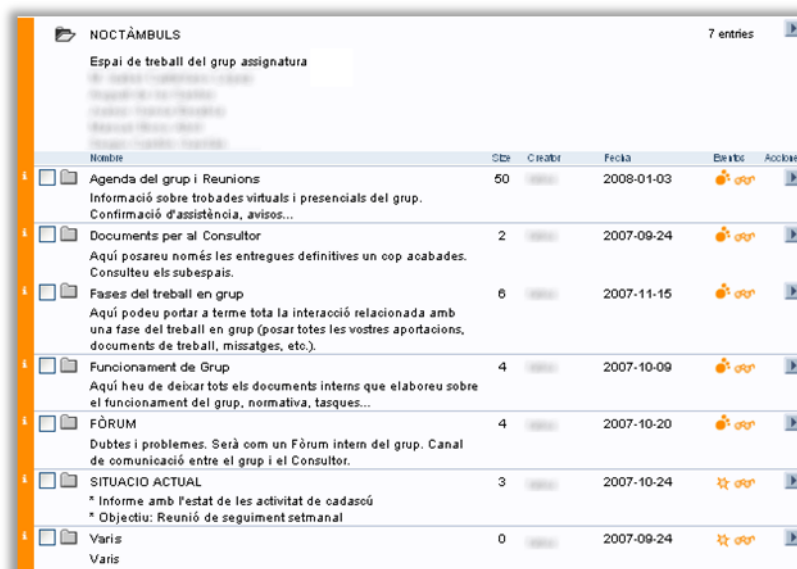 NOCTÀMBULS 7 entries
Espai de treball del grup assignatura
Nombre Size Creator Fecha Eventos Accione
Agenda del grup i Reunions 50 2008-01-03
Informació sobre trobades virtuals i presencials del grup.
Confirmació d'assistència, avisos...
Documents per al Consultor 2 2007-09-24
Aquí posareu només les entregues definitives un cop acabades.
Consulteu els subespais.
Fases del treball en grup 6 2007-11-15
Aquí podeu portar a terme tota la interacció relacionada amb
una fase del treball en grup (posar totes les vostres aportacions,
documents de treball, missatges, etc.).
Funcionament de Grup 4 2007-10-09
Aquí heu de deixar tots els documents interns que elaboreu sobre
el funcionament del grup, normativa, tasques...
FÒRUM 4 2007-10-20
Dubtes i problemes. Serà com un Fòrum intern del grup. Canal
de comunicació entre el grup i el Consultor.
SITUACIO ACTUAL 3 2007-10-24
* Informe amb l'estat de les activitat de cadascú
* Objectiu: Reunió de seguiment setmanal
Varis 0 2007-09-24
Varis